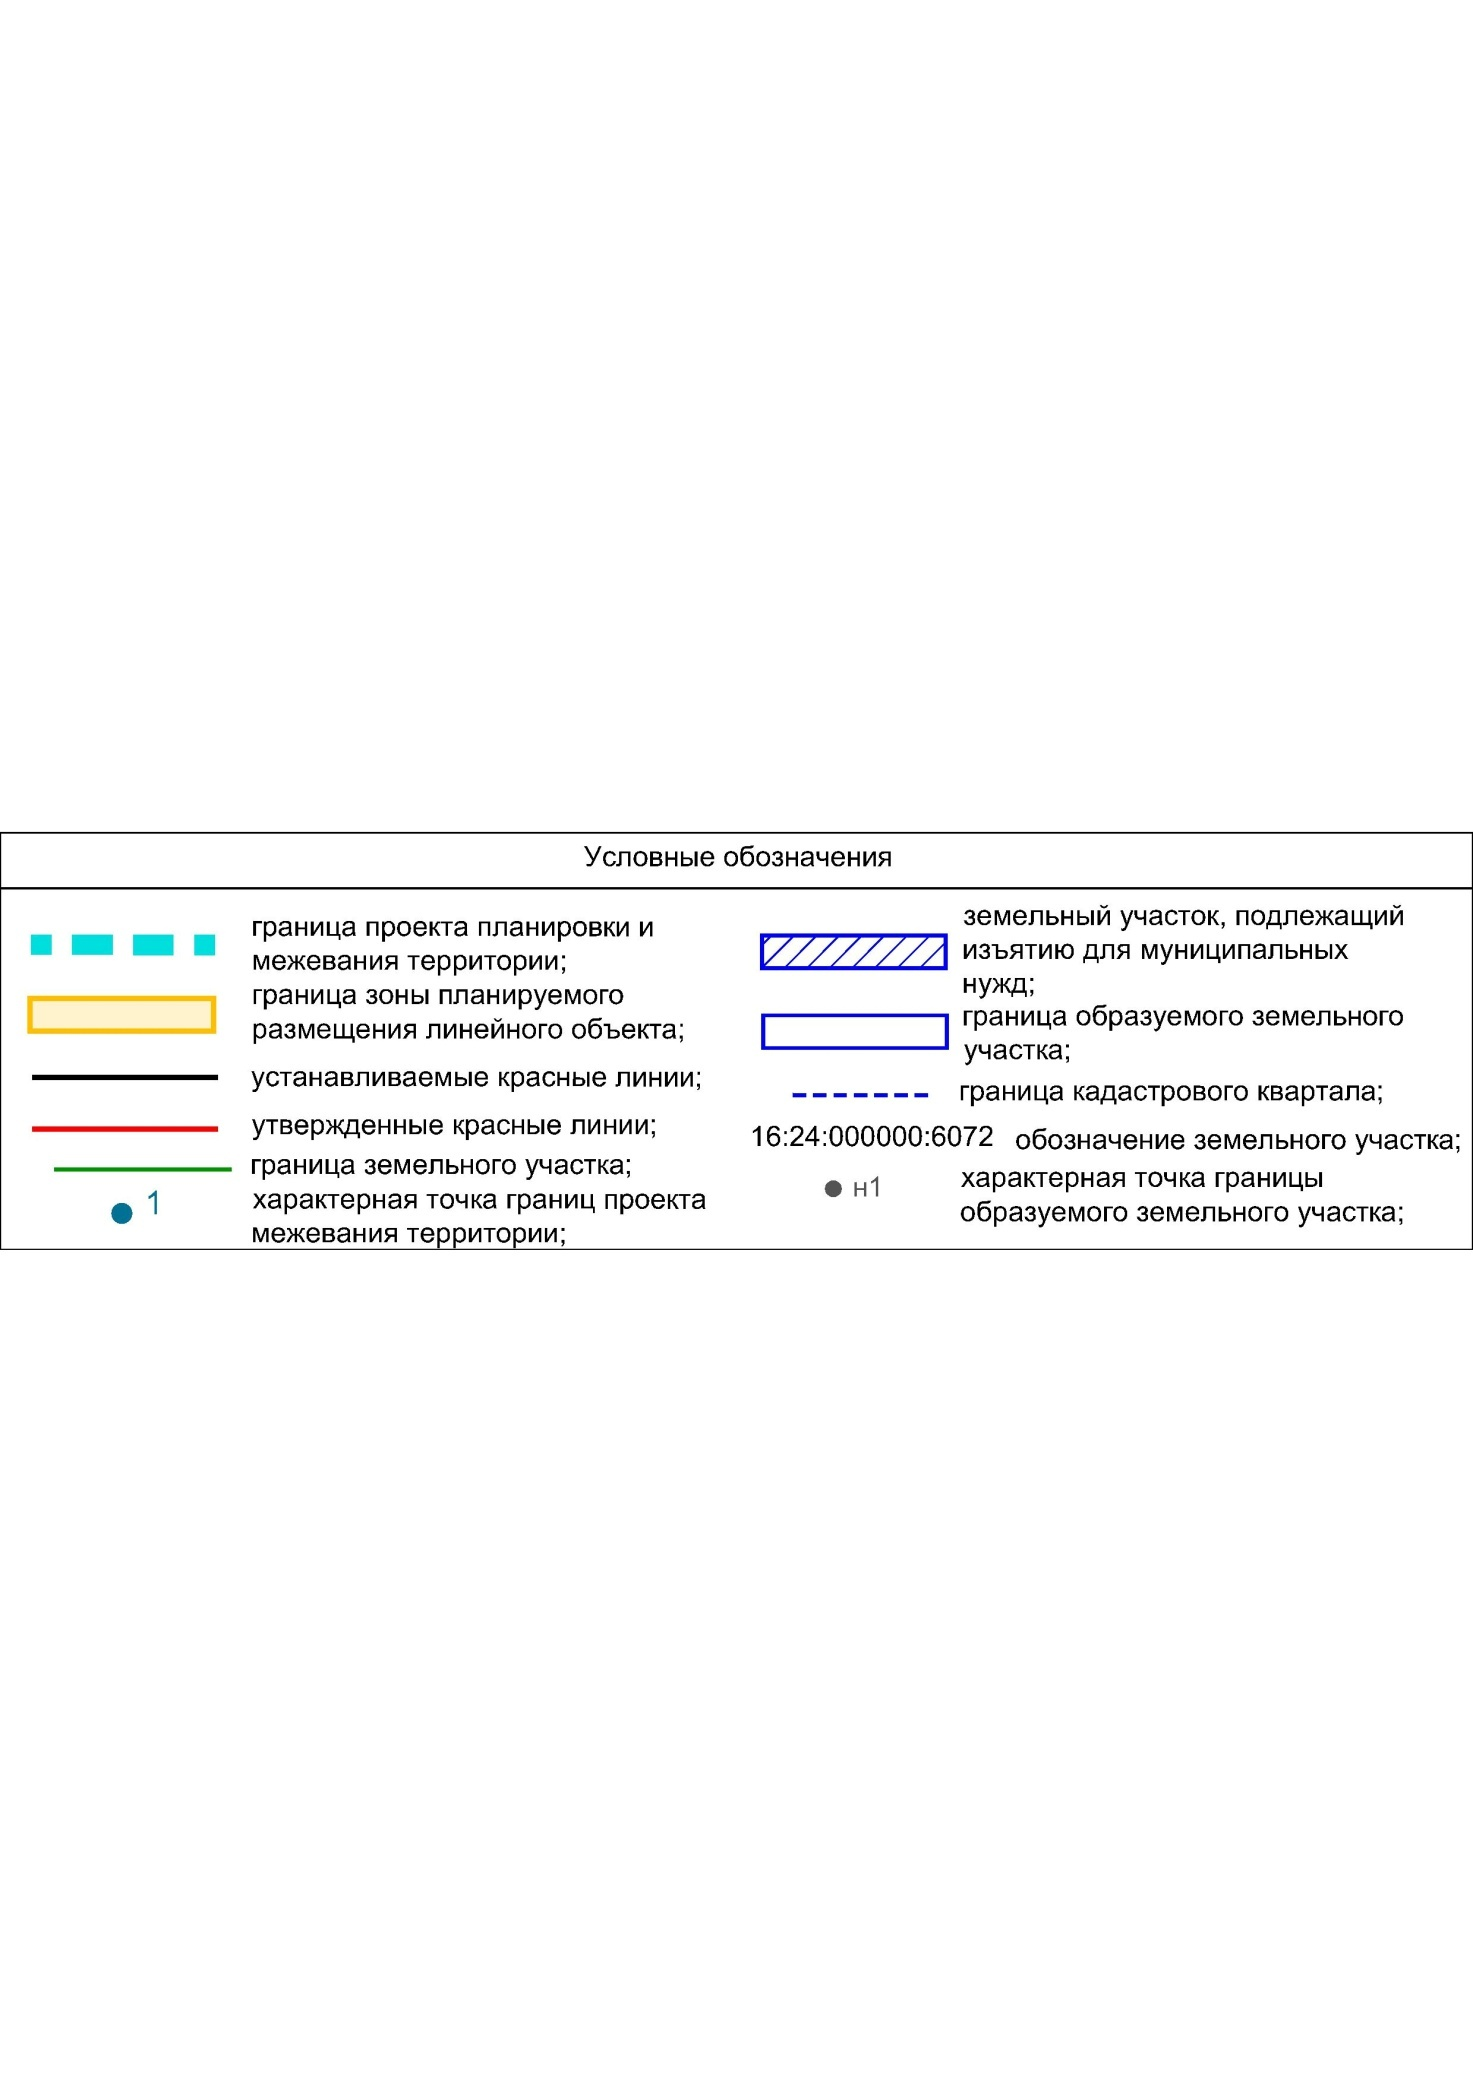 Условные обозначения
граница проекта планировки и
межевания территории;
граница зоны планируемого
размещения линейного объекта;
устанавливаемые красные линии;
утвержденные красные линии;
граница земельного участка;
1
характерная точка границ проекта
межевания территории;
земельный участок, подлежащий
изъятию для муниципальных
нужд;
граница образуемого земельного
участка;
граница кадастрового квартала;
16:24:000000:6072 обозначение земельного участка;
н1
характерная точка границы
образуемого земельного участка;